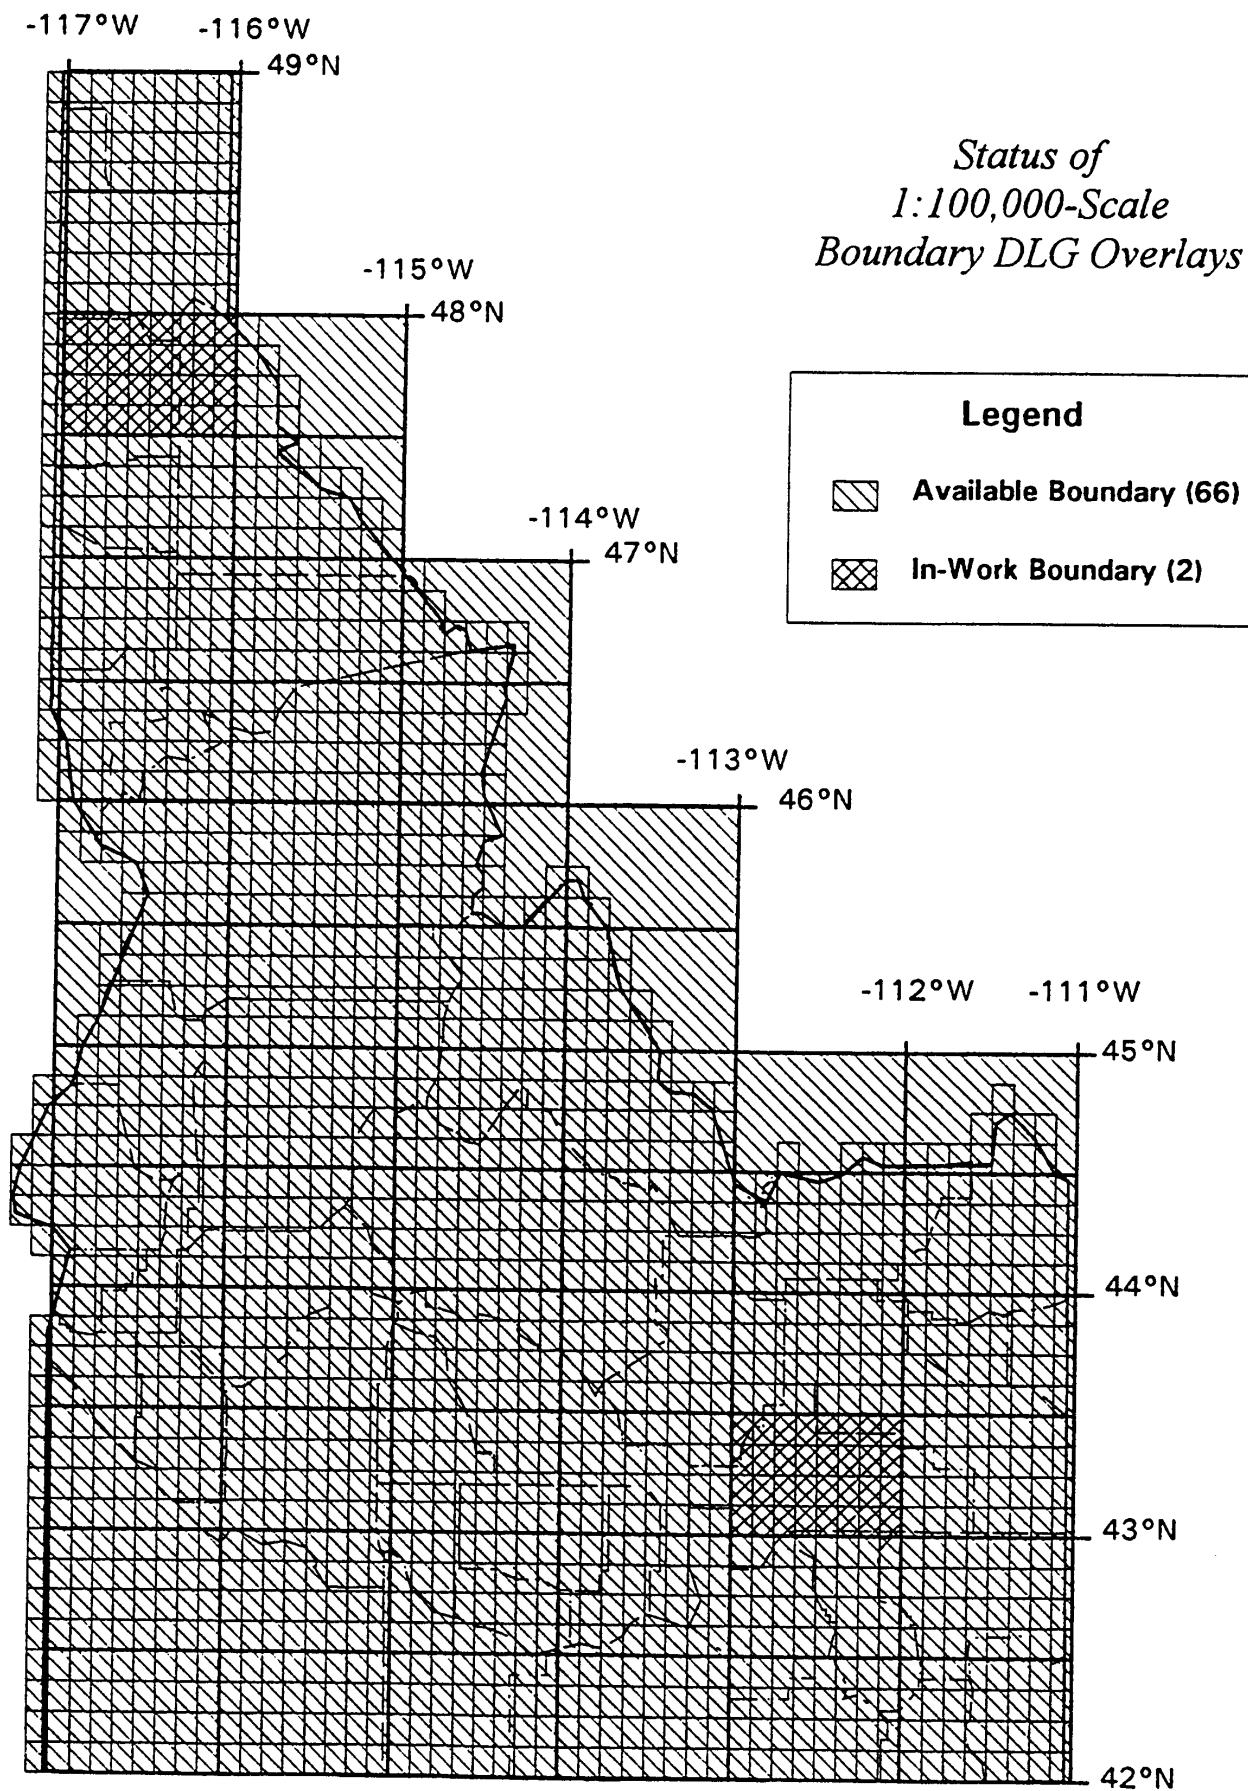 -117°W -116°W
49°N
Status of
1:100,000-Scale
Boundary DLG Overlays
-115°W
48°N
Legend
Available Boundary (66)
In-Work Boundary (2)
-114°W
47°N
-113°W
46°N
-112°W -111°W
45°N
44°N
43°N
42°N